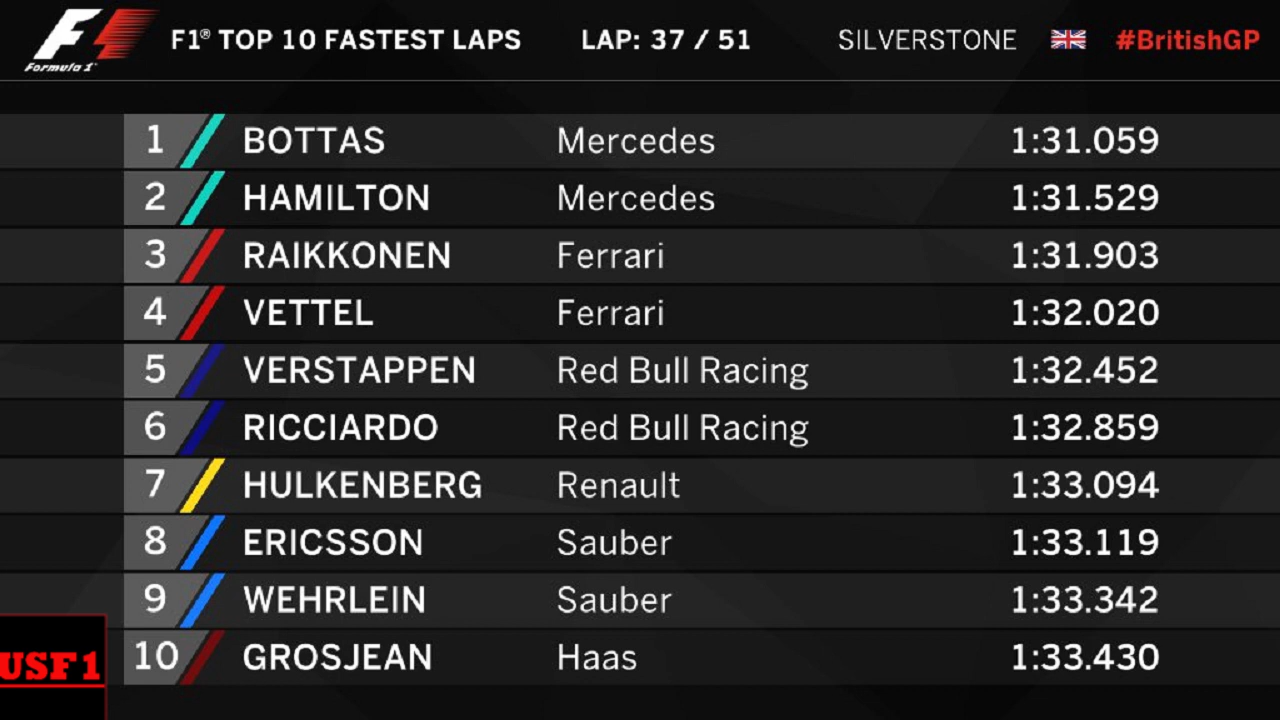 F1 Formula 1 F1® TOP 10 FASTEST LAPS LAP: 37 / 51 SILVERSTONE #BritishGP
1 BOTTAS Mercedes 1:31.059
2 HAMILTON Mercedes 1:31.529
3 RAIKKONEN Ferrari 1:31.903
4 VETTEL Ferrari 1:32.020
5 VERSTAPPEN Red Bull Racing 1:32.452
6 RICCIARDO Red Bull Racing 1:32.859
7 HULKENBERG Renault 1:33.094
8 ERICSSON Sauber 1:33.119
9 WEHRLEIN Sauber 1:33.342
10 GROSJEAN Haas 1:33.430
USF1